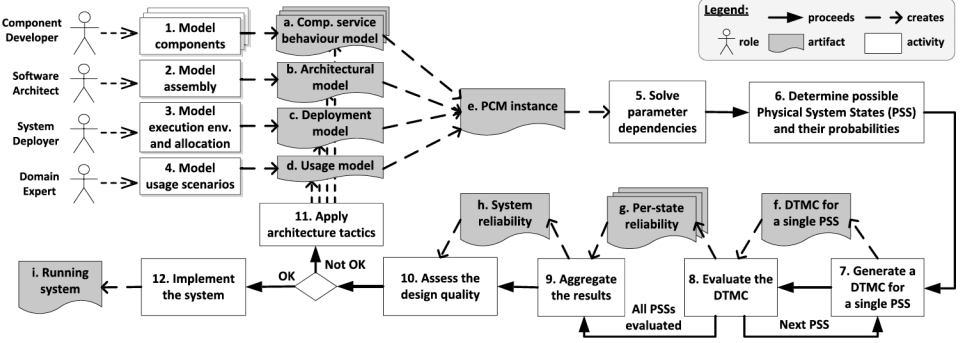 Component
Developer
1. Model
components
a. Comp. service
behaviour model
Legend:
proceeds
creates
role
artifact
activity
Software
Architect
2. Model
assembly
b. Architectural
model
System
Deployer
3. Model
execution env.
and allocation
c. Deployment
model
Domain
Expert
4. Model
usage scenarios
d. Usage model
e. PCM instance
5. Solve
parameter
dependencies
6. Determine possible
Physical System States (PSS)
and their probabilities
11. Apply
architecture tactics
h. System
reliability
g. Per-state
reliability
f. DTMC for
a single PSS
i. Running
system
12. Implement
the system
OK
Not OK
10. Assess the
design quality
9. Aggregate
the results
8. Evaluate the
DTMC
7. Generate a
DTMC for
a single PSS
All PSSs
evaluated
Next PSS